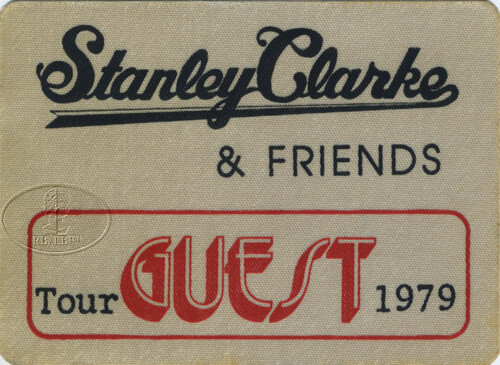 Stanley Clarke
& FRIENDS
Tour GUEST 1979